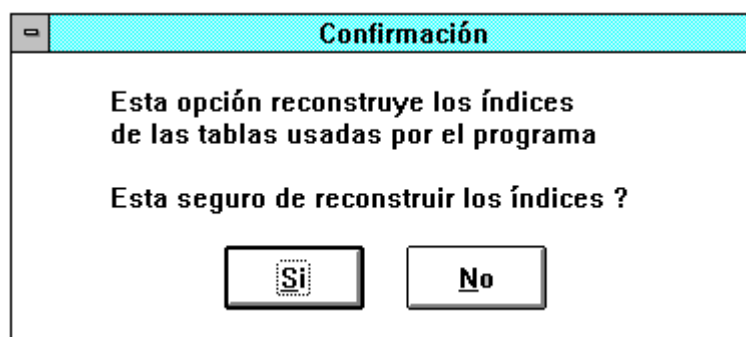 Confirmación
Esta opción reconstruye los índices
de las tablas usadas por el programa
Esta seguro de reconstruir los índices ?
Si No